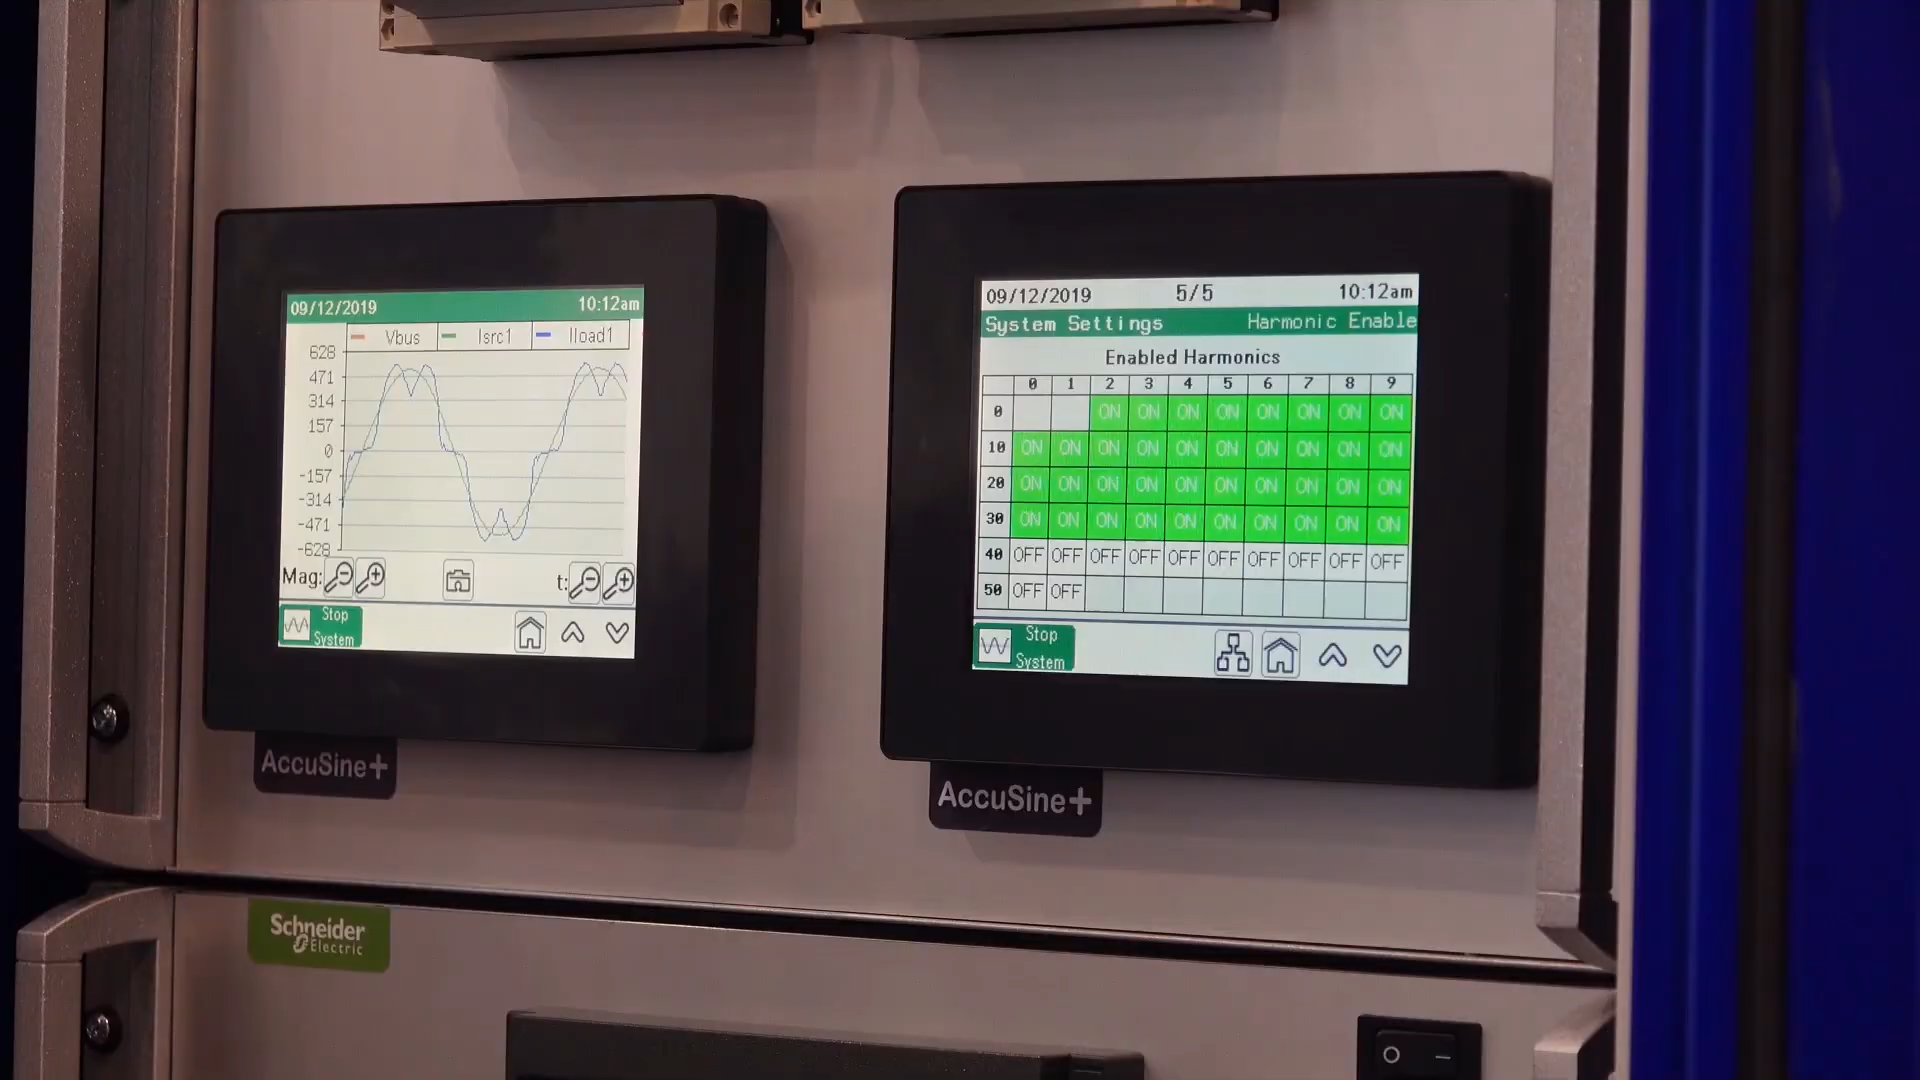 09/12/2019 10:12am
Vbus Isrc1 Iload1
628
471
314
157
0
-157
-314
-471
-628
Mag: t:
Stop
System
AccuSine+
09/12/2019 5/5 10:12am
System Settings Harmonic Enable
Enabled Harmonics
0 1 2 3 4 5 6 7 8 9
0 ON ON ON ON ON ON ON ON
10 ON ON ON ON ON ON ON ON ON ON
20 ON ON ON ON ON ON ON ON ON ON
30 ON ON ON ON ON ON ON ON ON ON
40 OFF OFF OFF OFF OFF OFF OFF OFF OFF OFF
50 OFF OFF
Stop
System
AccuSine+
Schneider
Electric